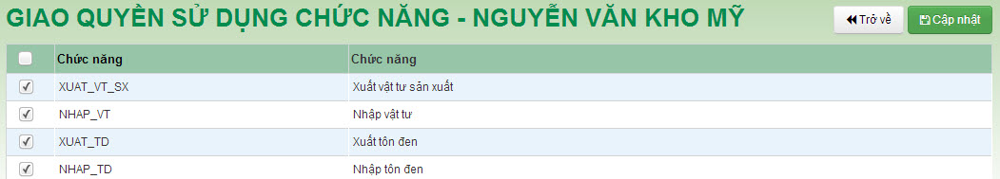 GIAO QUYỀN SỬ DỤNG CHỨC NĂNG - NGUYỄN VĂN KHO MỸ
Trở về
Cập nhật
Chức năng Chức năng
XUAT_VT_SX Xuất vật tư sãn xuất
NHAP_VT Nhập vật tư
XUAT_TD Xuất tôn đen
NHAP_TD Nhập tôn đen